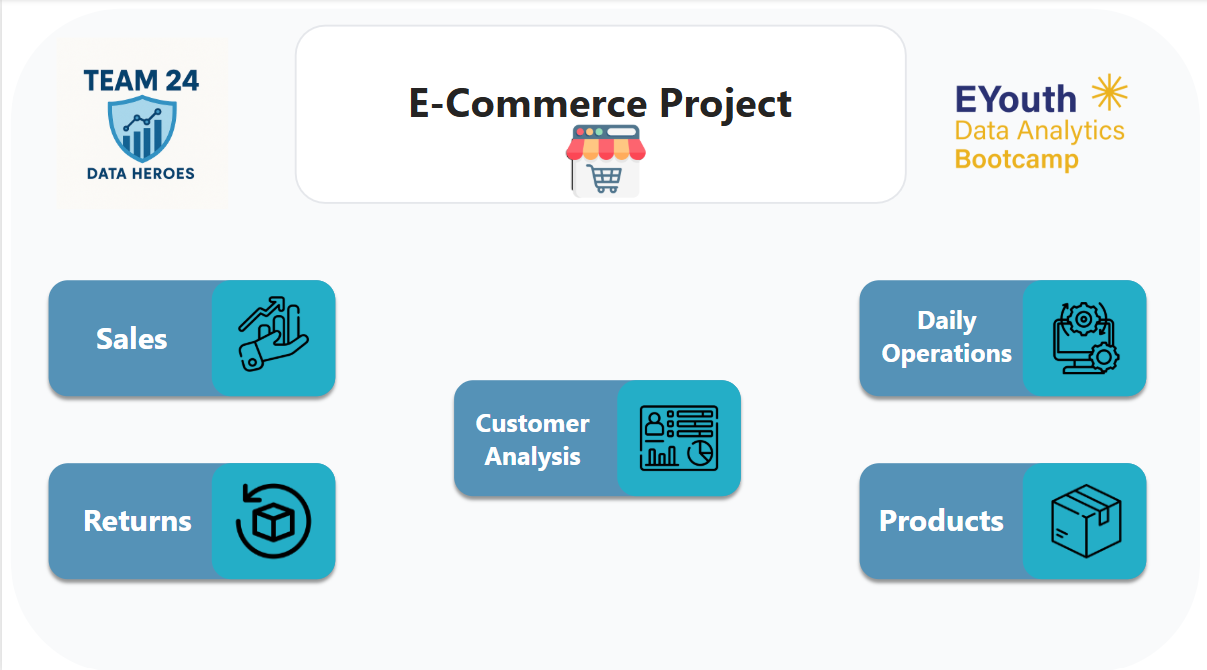 TEAM 24
DATA HEROES
E-Commerce Project
EYouth
Data Analytics
Bootcamp
Sales
Daily
Operations
Customer
Analysis
Returns
Products